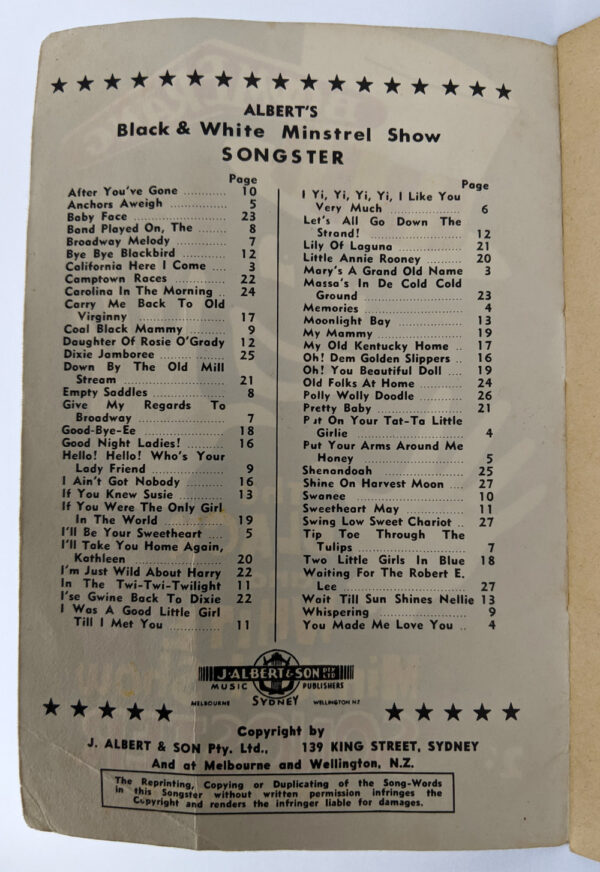 ALBERT'S
Black & White Minstrel Show
SONGSTER
Page
After You've Gone ............ 10
Anchors Aweigh ............ 5
Baby Face ............ 23
Band Played On, The ....... 8
Broadway Melody ............ 7
Bye Bye Blackbird ............ 12
California Here I Come .... 3
Camptown Races ............ 22
Carolina In The Morning .. 24
Carry Me Back To Old
Virginny ............ 17
Coal Black Mammy ............ 9
Daughter Of Rosie O'Grady 12
Dixie Jamboree ............ 25
Down By The Old Mill
Stream ............ 21
Empty Saddles ............ 8
Give My Regards To
Broadway ............ 7
Good-Bye-Ee ............ 18
Good Night Ladies! ............ 16
Hello! Hello! Who's Your
Lady Friend ............ 9
I Ain't Got Nobody ............ 16
If You Knew Susie ............ 13
If You Were The Only Girl
In The World ............ 19
I'll Be Your Sweetheart .... 5
I'll Take You Home Again,
Kathleen ............ 20
I'm Just Wild About Harry 22
In The Twi-Twi-Twilight 11
I'se Gwine Back To Dixie 22
I Was A Good Little Girl
Till I Met You ............ 11
Page
I Yi, Yi, Yi, Yi, I Like You
Very Much ............ 6
Let's All Go Down The
Strand! ............ 12
Lily Of Laguna ............ 21
Little Annie Rooney ............ 20
Mary's A Grand Old Name 3
Massa's In De Cold Cold
Ground ............ 23
Memories ............ 4
Moonlight Bay ............ 13
My Mammy ............ 19
My Old Kentucky Home .. 17
Oh! Dem Golden Slippers .. 16
Oh! You Beautiful Doll .... 19
Old Folks At Home ............ 24
Polly Wolly Doodle ............ 26
Pretty Baby ............ 21
Put On Your Tat-Ta Little
Girlie ............ 4
Put Your Arms Around Me
Honey ............ 5
Shenandoah ............ 25
Shine On Harvest Moon .... 27
Swanee ............ 10
Sweetheart May ............ 11
Swing Low Sweet Chariot .. 27
Tip Toe Through The
Tulips ............ 7
Two Little Girls In Blue 18
Waiting For The Robert E.
Lee ............ 27
Wait Till Sun Shines Nellie 13
Whispering ............ 9
You Made Me Love You .. 4
J. ALBERT & SON PTY LTD
MUSIC PUBLISHERS
MELBOURNE SYDNEY WELLINGTON NZ
Copyright by
J. ALBERT & SON Pty. Ltd., 139 KING STREET, SYDNEY
And at Melbourne and Wellington, N.Z.
The Reprinting, Copying or Duplicating of the Song-Words
in this Songster without written permission infringes the
Copyright and renders the infringer liable for damages.